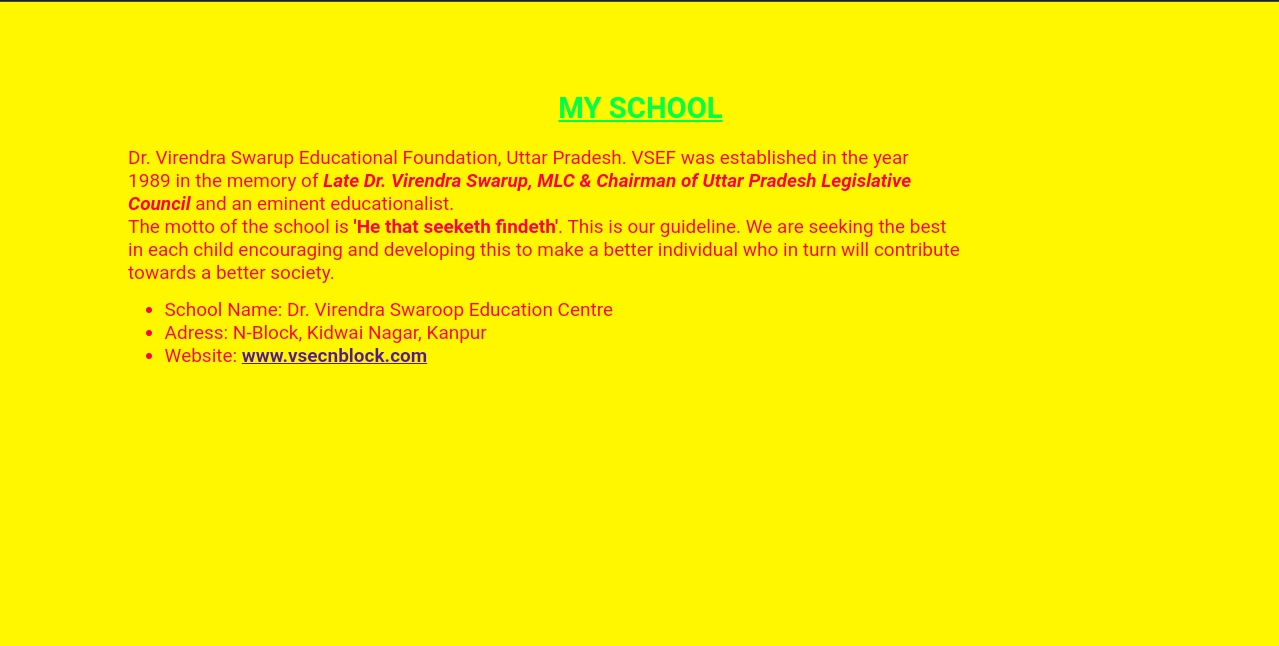 MY SCHOOL
Dr. Virendra Swarup Educational Foundation, Uttar Pradesh. VSEF was established in the year
1989 in the memory of Late Dr. Virendra Swarup, MLC & Chairman of Uttar Pradesh Legislative
Council and an eminent educationalist.
The motto of the school is 'He that seeketh findeth'. This is our guideline. We are seeking the best
in each child encouraging and developing this to make a better individual who in turn will contribute
towards a better society.
• School Name: Dr. Virendra Swaroop Education Centre
• Adress: N-Block, Kidwai Nagar, Kanpur
• Website: www.vsecnblock.com